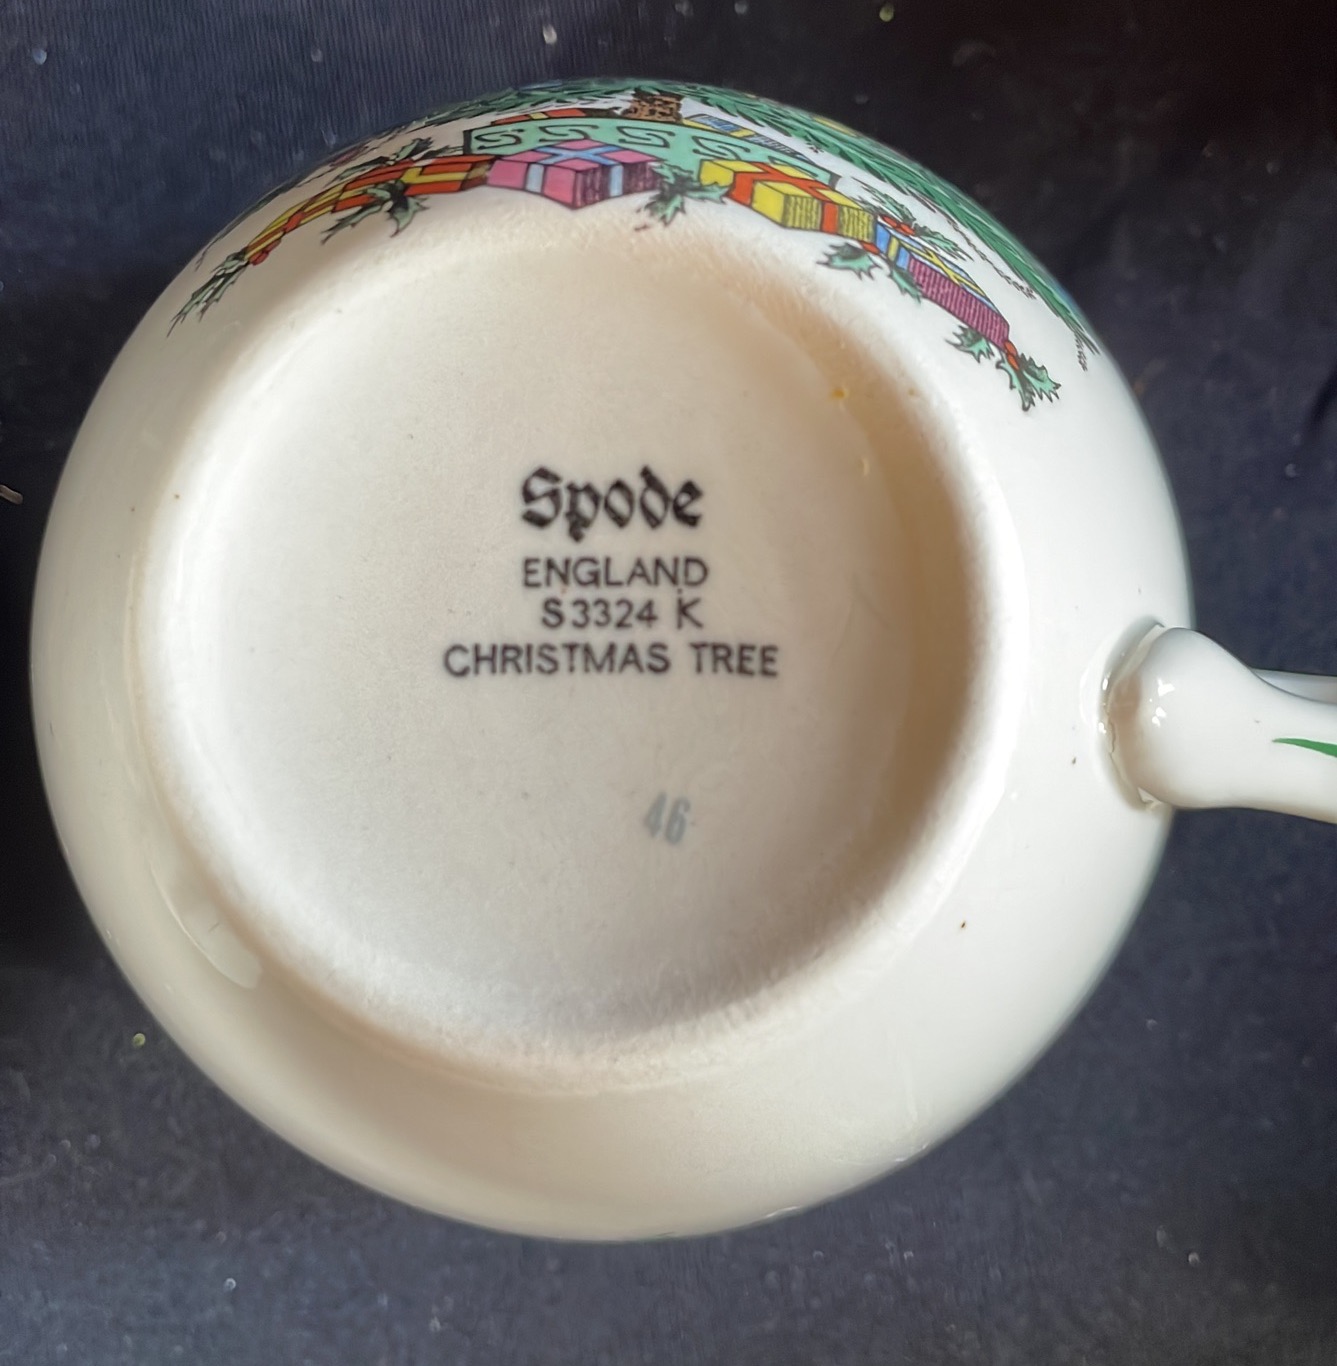 Spode
ENGLAND
S3324 K
CHRISTMAS TREE
46